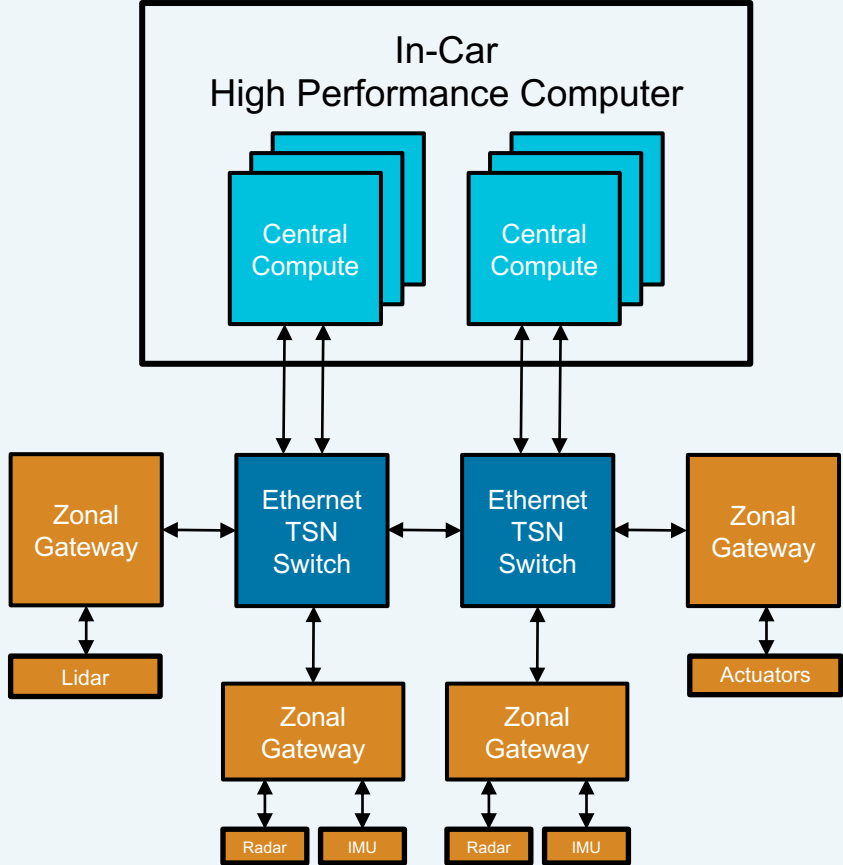 In-Car
High Performance Computer
Central
Compute
Central
Compute
Zonal
Gateway
Ethernet
TSN
Switch
Ethernet
TSN
Switch
Zonal
Gateway
Lidar
Actuators
Zonal
Gateway
Zonal
Gateway
Radar
IMU
Radar
IMU